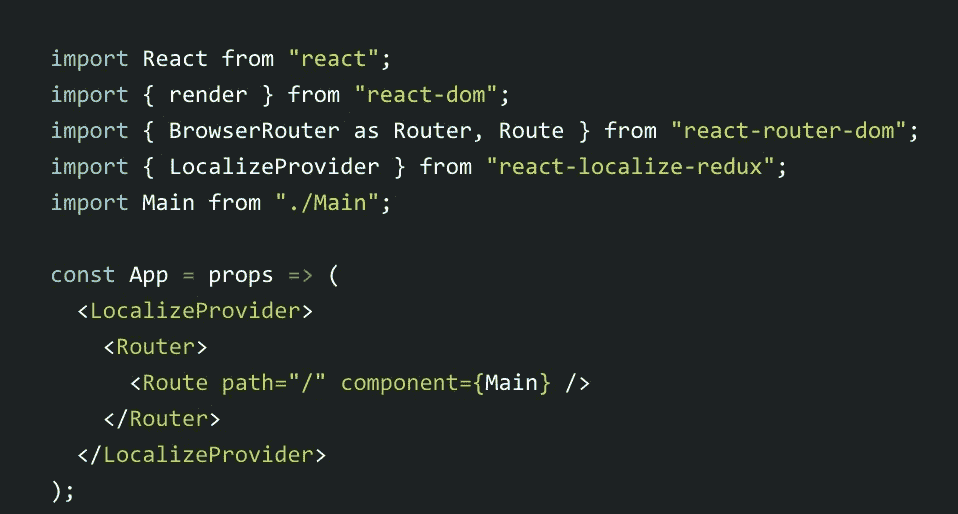 import React from "react";
import { render } from "react-dom";
import { BrowserRouter as Router, Route } from "react-router-dom";
import { LocalizeProvider } from "react-localize-redux";
import Main from "./Main";

const App = props => (
  <LocalizeProvider>
    <Router>
      <Route path="/" component={Main} />
    </Router>
  </LocalizeProvider>
);